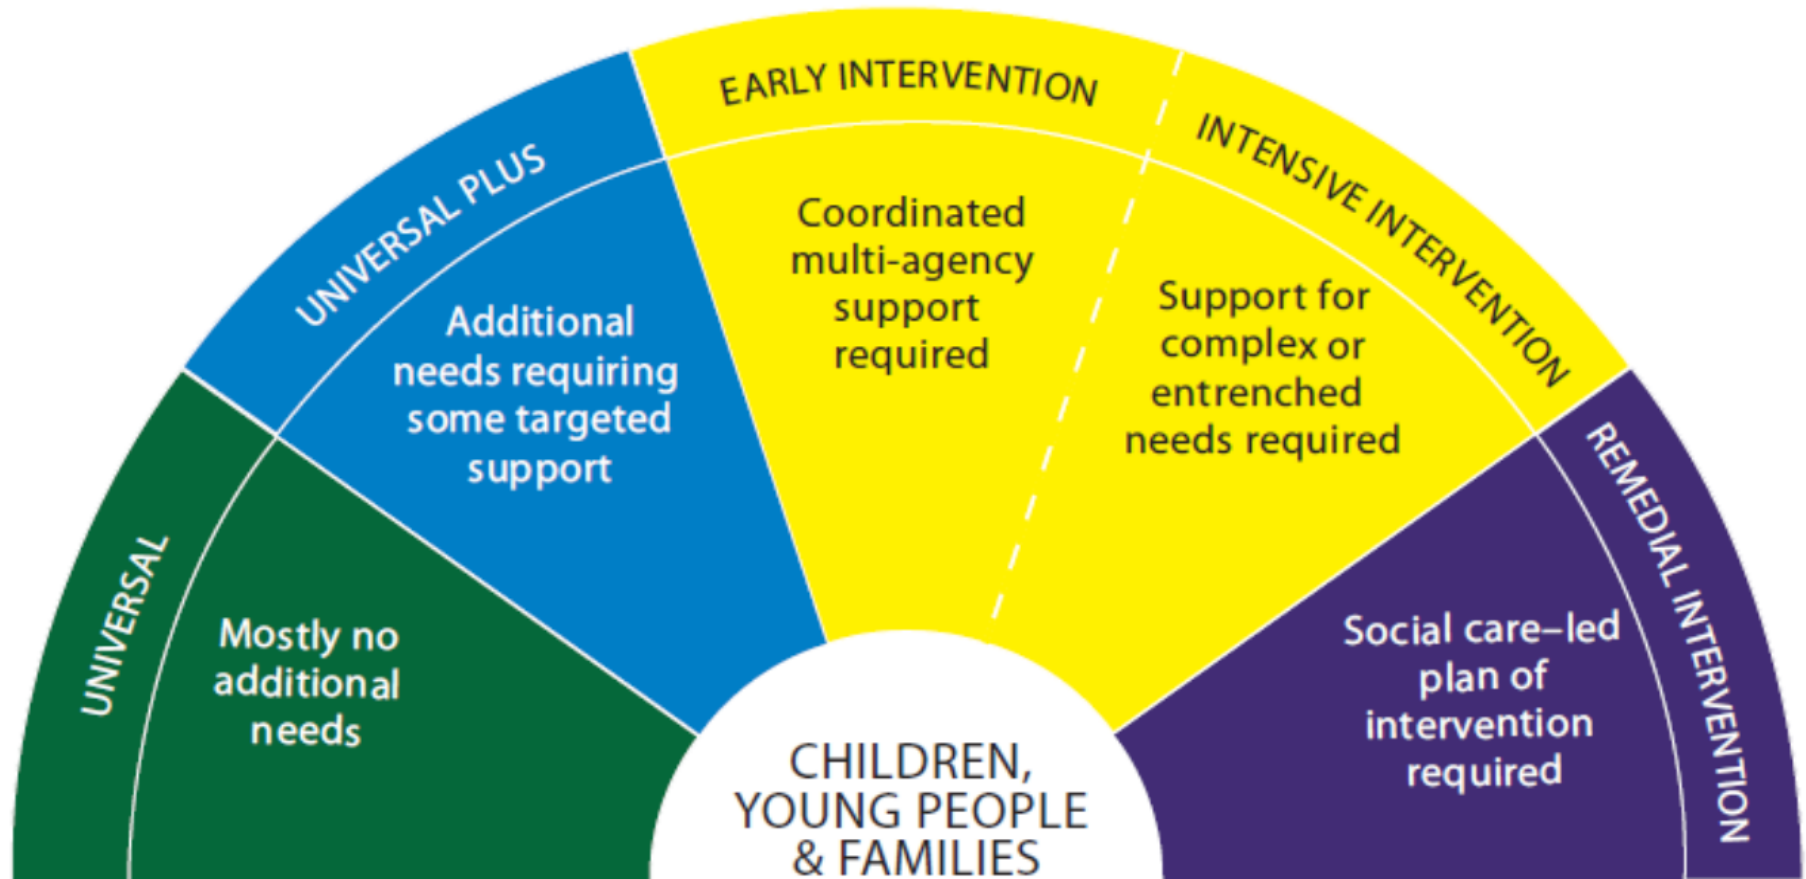 UNIVERSAL
Mostly no
additional
needs
UNIVERSAL PLUS
Additional
needs requiring
some targeted
support
EARLY INTERVENTION
Coordinated
multi-agency
support
required
INTENSIVE INTERVENTION
Support for
complex or
entrenched
needs required
REMEDIAL INTERVENTION
Social care–led
plan of
intervention
required
CHILDREN,
YOUNG PEOPLE
& FAMILIES